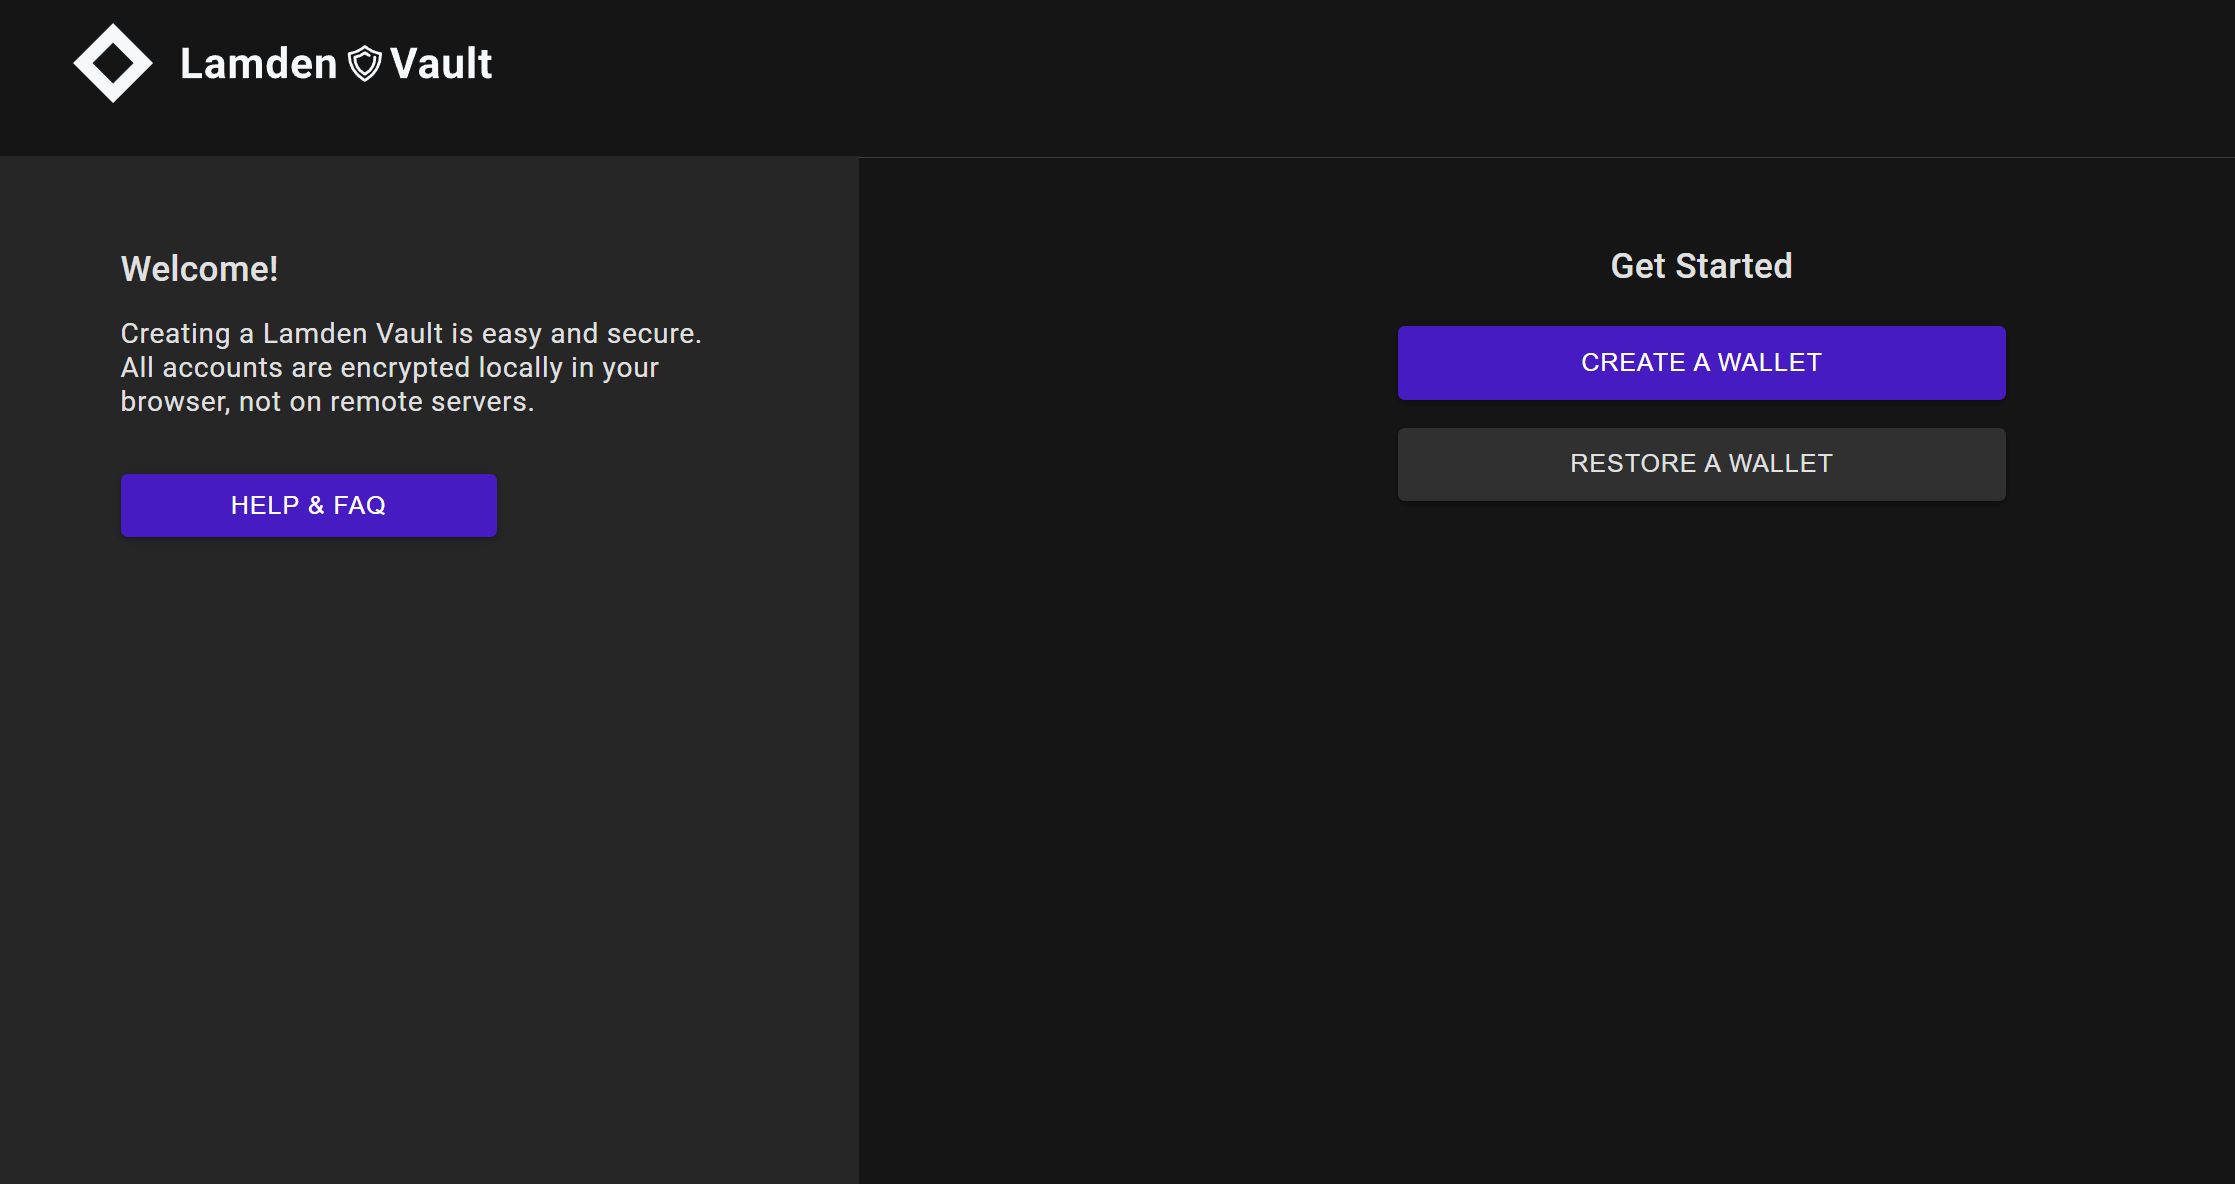 Lamden Vault
Welcome!
Creating a Lamden Vault is easy and secure.
All accounts are encrypted locally in your
browser, not on remote servers.
HELP & FAQ
Get Started
CREATE A WALLET
RESTORE A WALLET